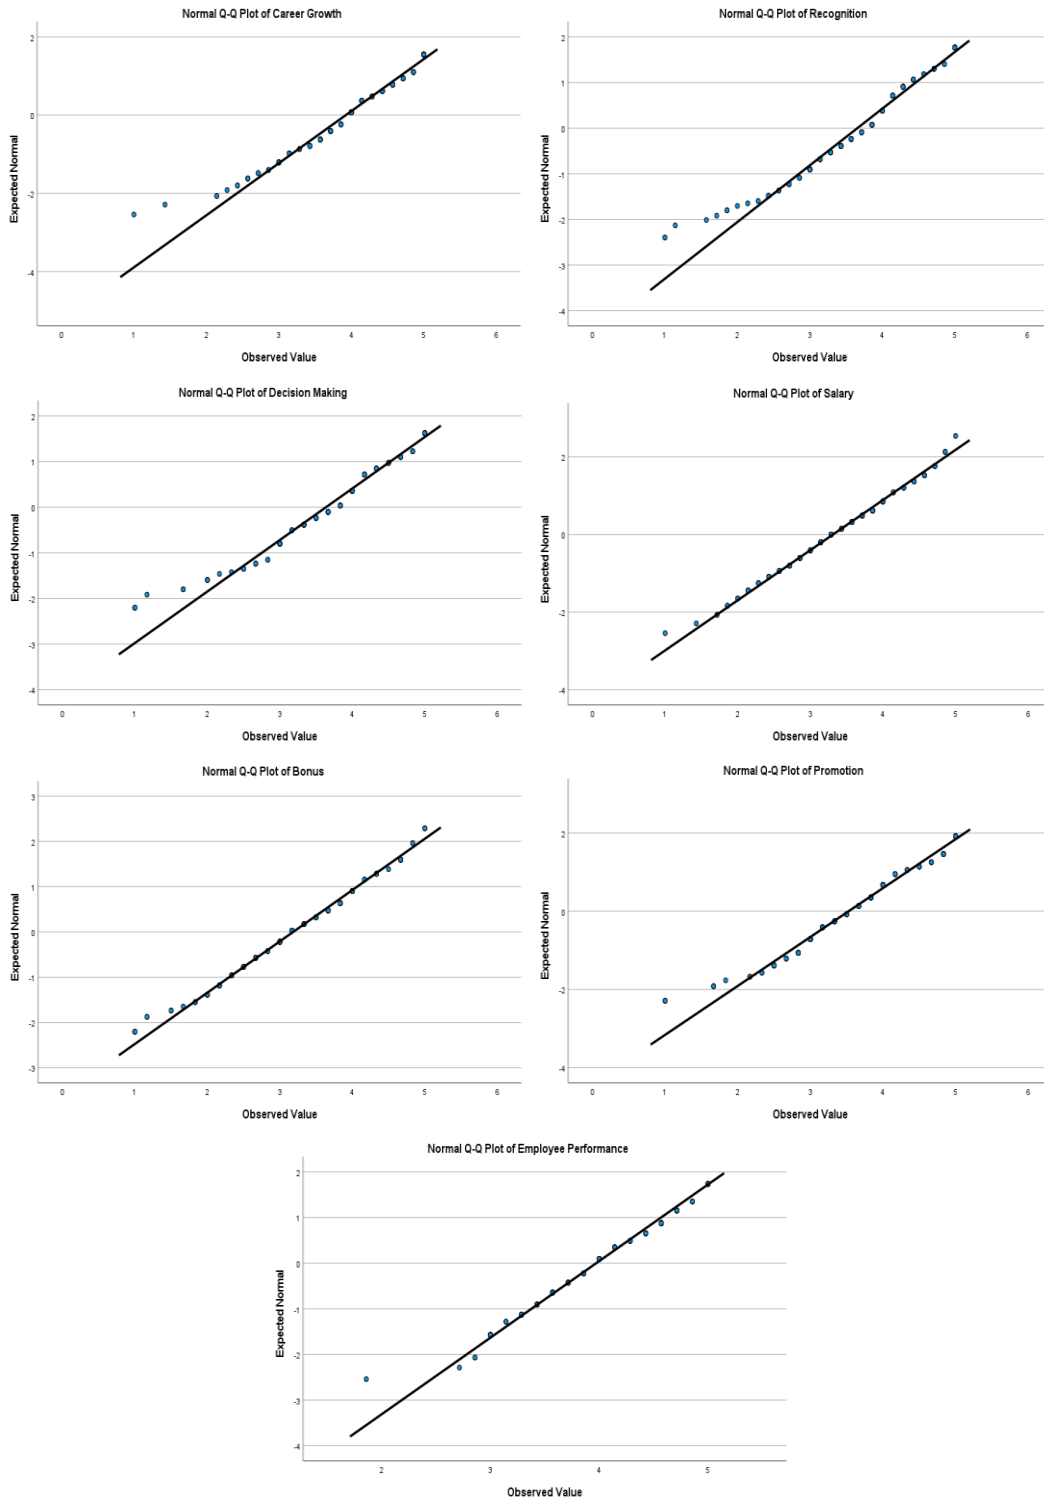 Normal Q-Q Plot of Career Growth
2
0
-2
-4
Expected Normal
0 1 2 3 4 5 6
Observed Value
Normal Q-Q Plot of Recognition
2
1
0
-1
-2
-3
-4
Expected Normal
0 1 2 3 4 5 6
Observed Value
Normal Q-Q Plot of Decision Making
2
1
0
-1
-2
-3
-4
Expected Normal
0 1 2 3 4 5 6
Observed Value
Normal Q-Q Plot of Salary
2
0
-2
-4
Expected Normal
0 1 2 3 4 5 6
Observed Value
Normal Q-Q Plot of Bonus
3
2
1
0
-1
-2
-3
Expected Normal
0 1 2 3 4 5 6
Observed Value
Normal Q-Q Plot of Promotion
2
0
-2
-4
Expected Normal
0 1 2 3 4 5 6
Observed Value
Normal Q-Q Plot of Employee Performance
2
1
0
-1
-2
-3
-4
Expected Normal
2 3 4 5
Observed Value